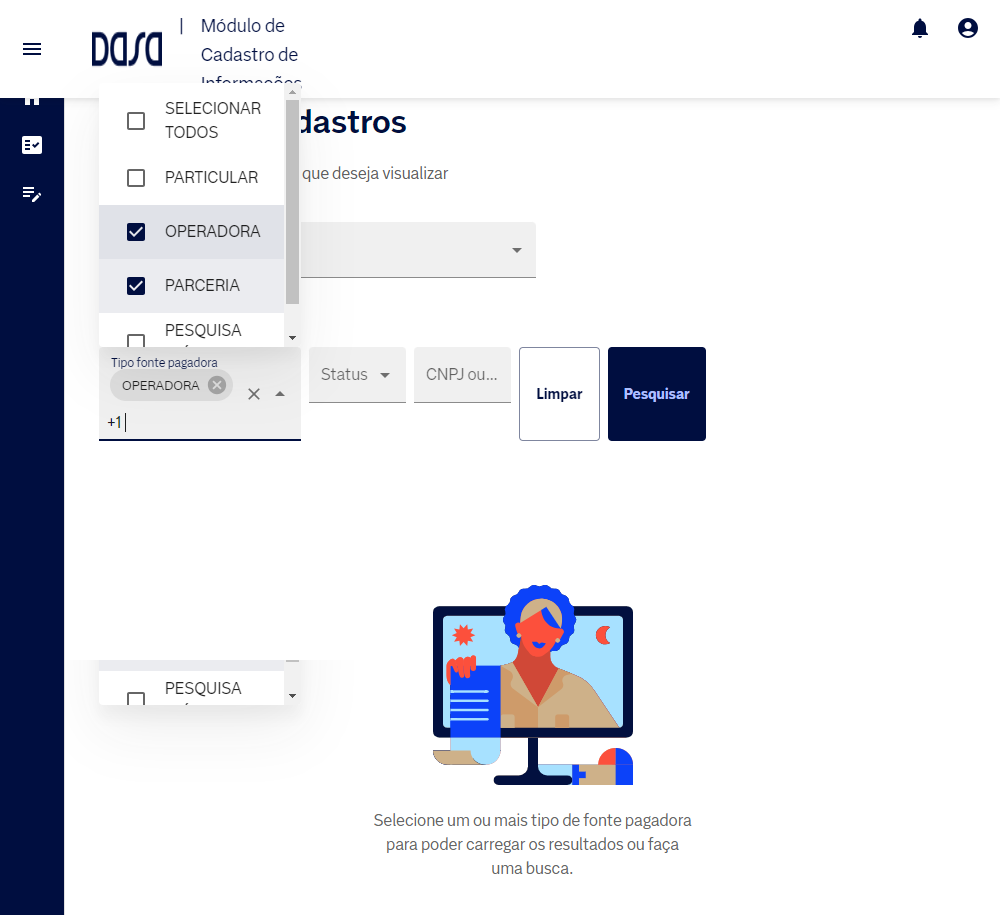 DASA
| Módulo de
Cadastro de
Informações
dastros
que deseja visualizar
SELECIONAR
TODOS
PARTICULAR
OPERADORA
PARCERIA
PESQUISA
Tipo fonte pagadora
OPERADORA
+1
Status
CNPJ ou...
Limpar
Pesquisar
PESQUISA
Selecione um ou mais tipo de fonte pagadora
para poder carregar os resultados ou faça
uma busca.